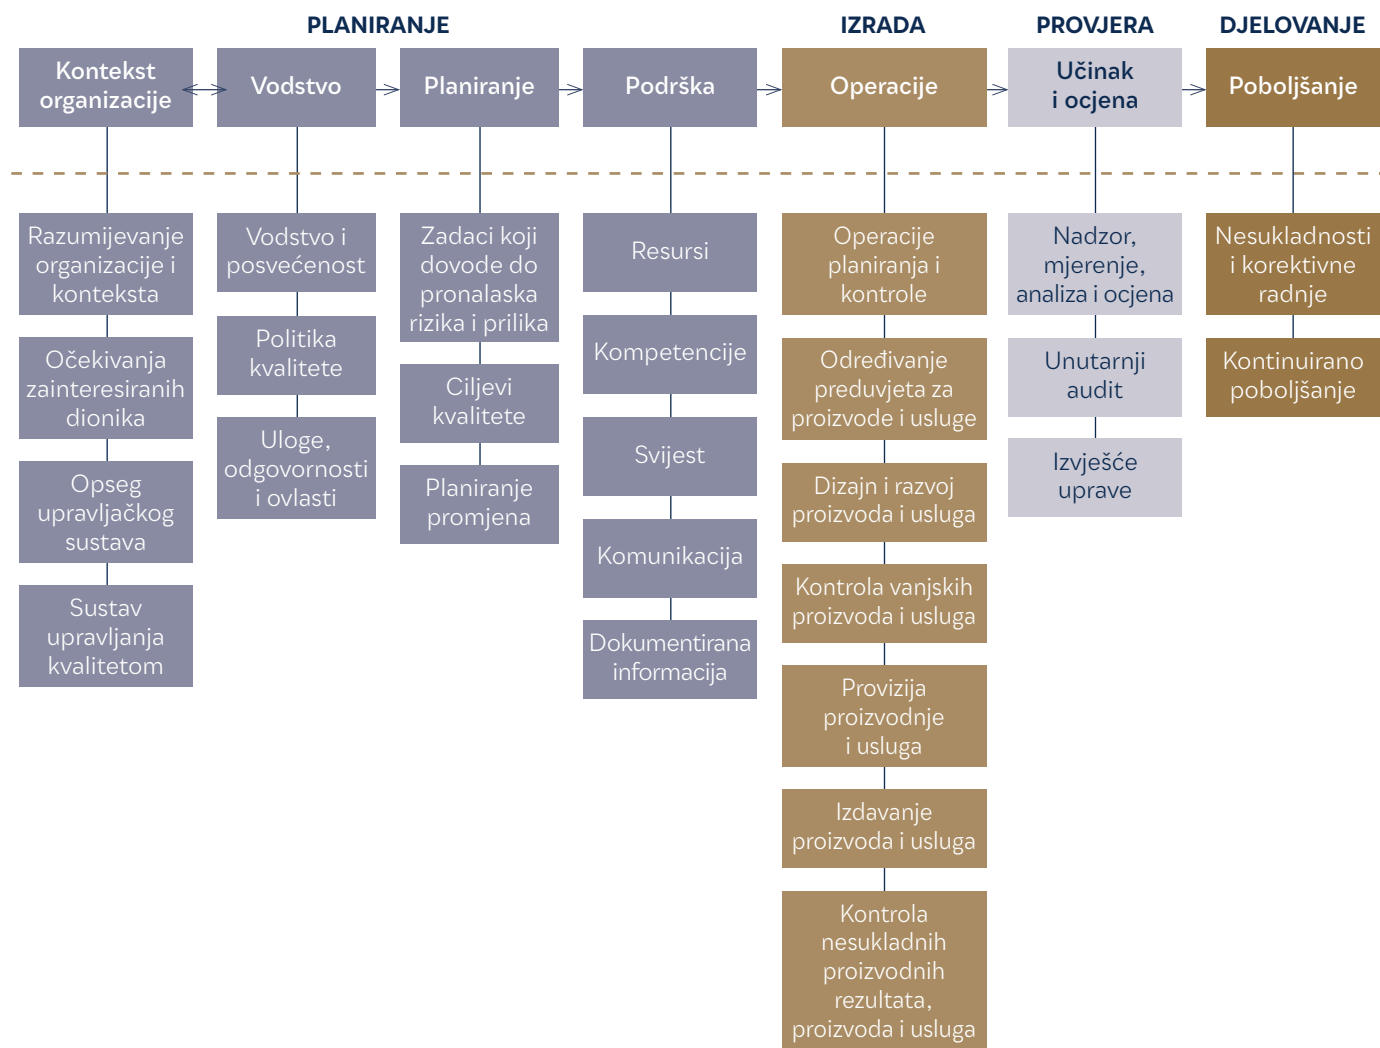 PLANIRANJE
IZRADA
PROVJERA
DJELOVANJE
Kontekst
organizacije
Vodstvo
Planiranje
Podrška
Operacije
Učinak
i ocjena
Poboljšanje
Razumijevanje
organizacije i
konteksta
Očekivanja
zainteresiranih
dionika
Opseg
upravljačkog
sustava
Sustav
upravljanja
kvalitetom
Vodstvo i
posvećenost
Politika
kvalitete
Uloge,
odgovornosti
i ovlasti
Zadaci koji
dovode do
pronalaska
rizika i prilika
Ciljevi
kvalitete
Planiranje
promjena
Resursi
Kompetencije
Svijest
Komunikacija
Dokumentirana
informacija
Operacije
planiranja i
kontrole
Određivanje
preduvjeta za
proizvode i usluge
Dizajn i razvoj
proizvoda i usluga
Kontrola vanjskih
proizvoda i usluga
Provizija
proizvodnje
i usluga
Izdavanje
proizvoda i usluga
Kontrola
nesukladnih
proizvodnih
rezultata,
proizvoda i usluga
Nadzor,
mjerenje,
analiza i ocjena
Unutarnji
audit
Izvješće
uprave
Nesukladnosti
i korektivne
radnje
Kontinuirano
poboljšanje